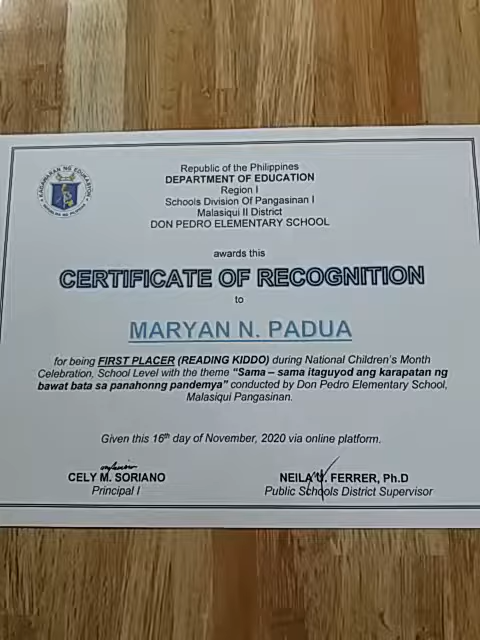 KAGAWARAN NG EDUKASYON
Republic of the Philippines
DEPARTMENT OF EDUCATION
Region I
Schools Division Of Pangasinan I
Malasiqui II District
DON PEDRO ELEMENTARY SCHOOL
awards this
CERTIFICATE OF RECOGNITION
to
MARYAN N. PADUA
for being FIRST PLACER (READING KIDDO) during National Children's Month
Celebration, School Level with the theme "Sama – sama itaguyod ang karapatan ng
bawat bata sa panahong pandemya" conducted by Don Pedro Elementary School,
Malasiqui Pangasinan.
Given this 16th day of November, 2020 via online platform.
CELY M. SORIANO
Principal I
NEILA FERRER, Ph.D
Public Schools District Supervisor